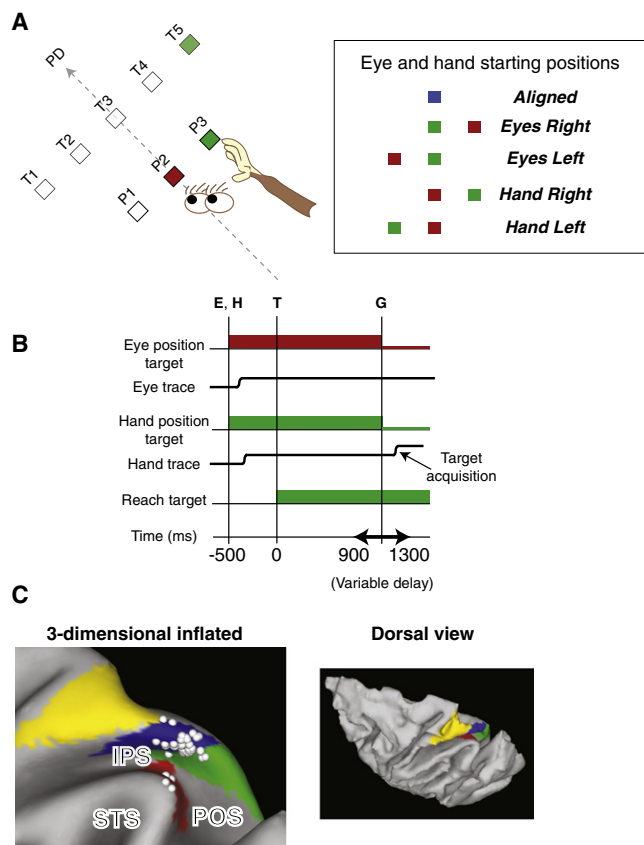 A
PD
T1
T2
T3
T4
T5
P1
P2
P3
Eye and hand starting positions
Aligned
Eyes Right
Eyes Left
Hand Right
Hand Left
B
E, H
T
G
Eye position
target
Eye trace
Hand position
target
Hand trace
Target
acquisition
Reach target
Time (ms)
-500
0
900
1300
(Variable delay)
C
3-dimensional inflated
Dorsal view
IPS
STS
POS